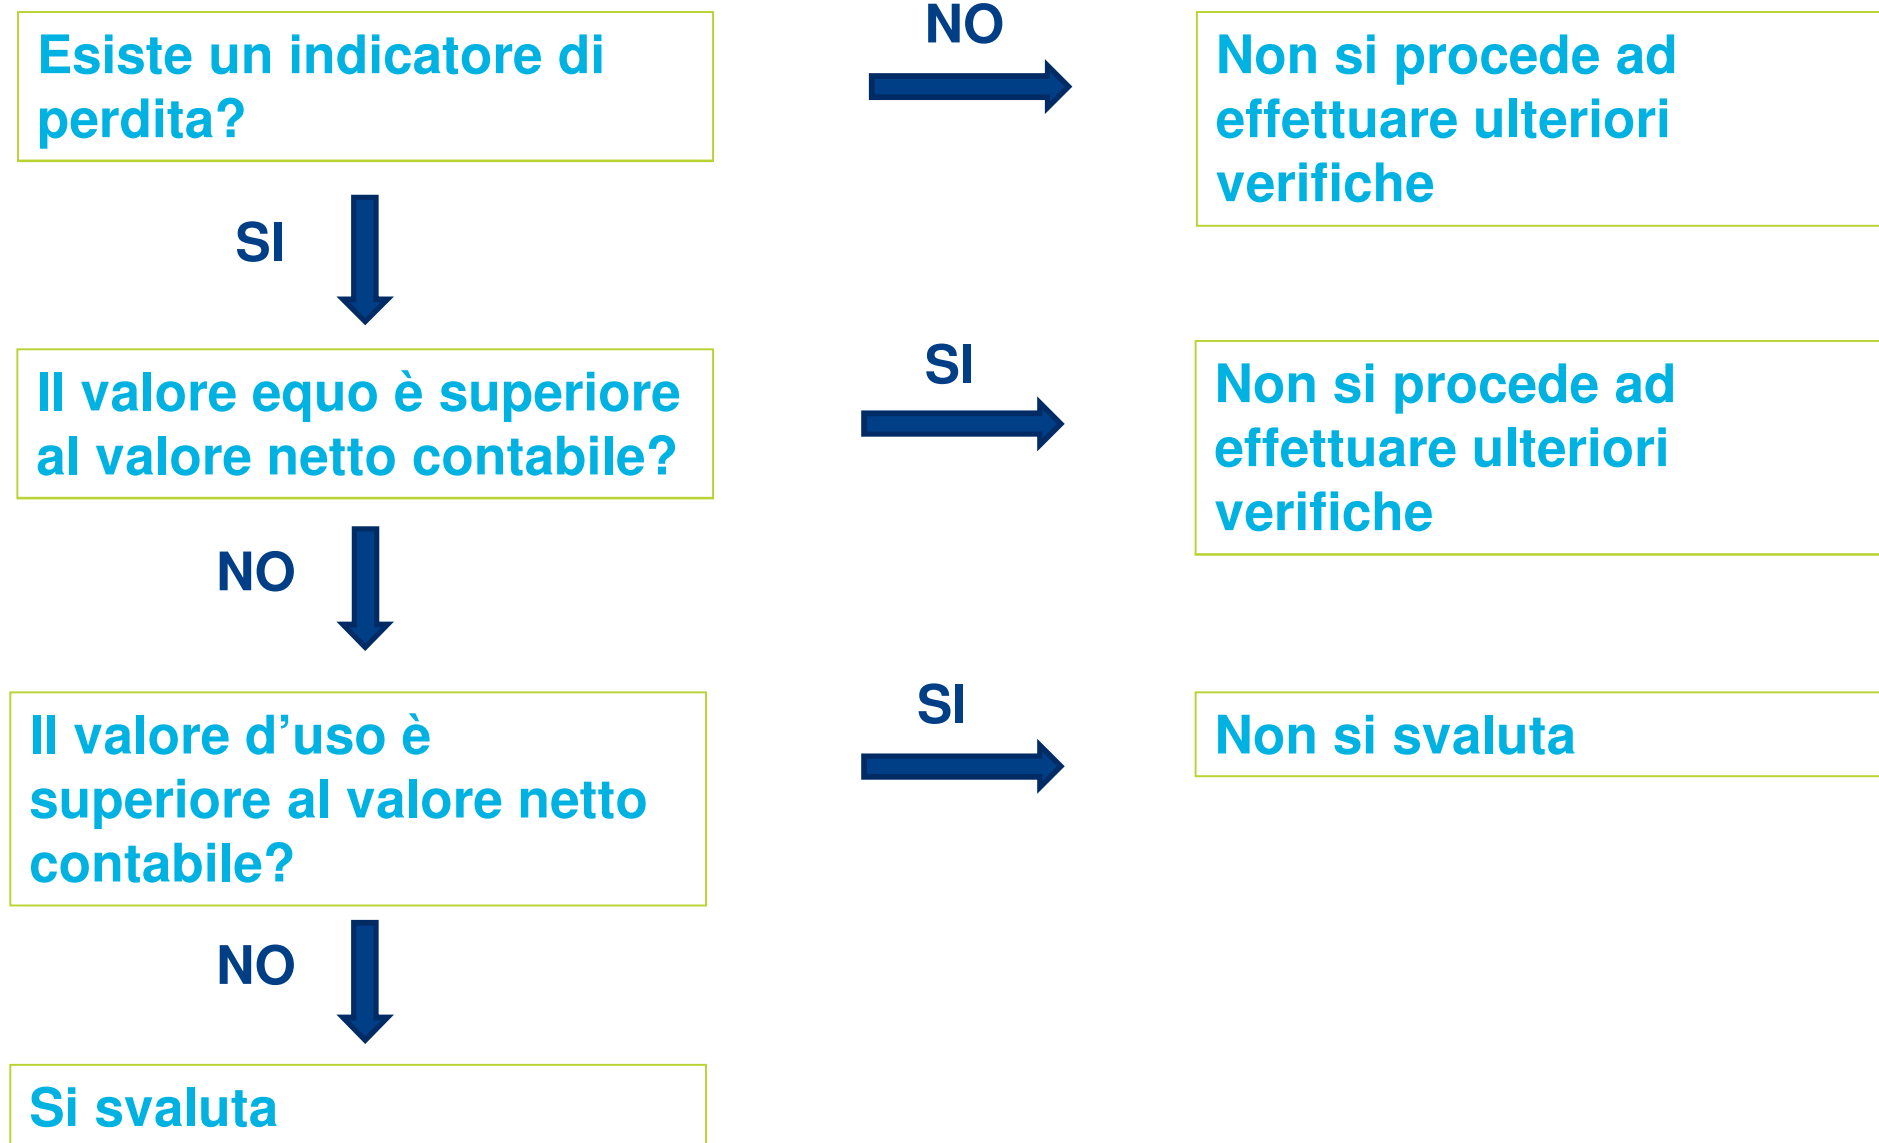 Esiste un indicatore di
perdita?
NO
Non si procede ad
effettuare ulteriori
verifiche
SI
Il valore equo è superiore
al valore netto contabile?
SI
Non si procede ad
effettuare ulteriori
verifiche
NO
Il valore d’uso è
superiore al valore netto
contabile?
SI
Non si svaluta
NO
Si svaluta